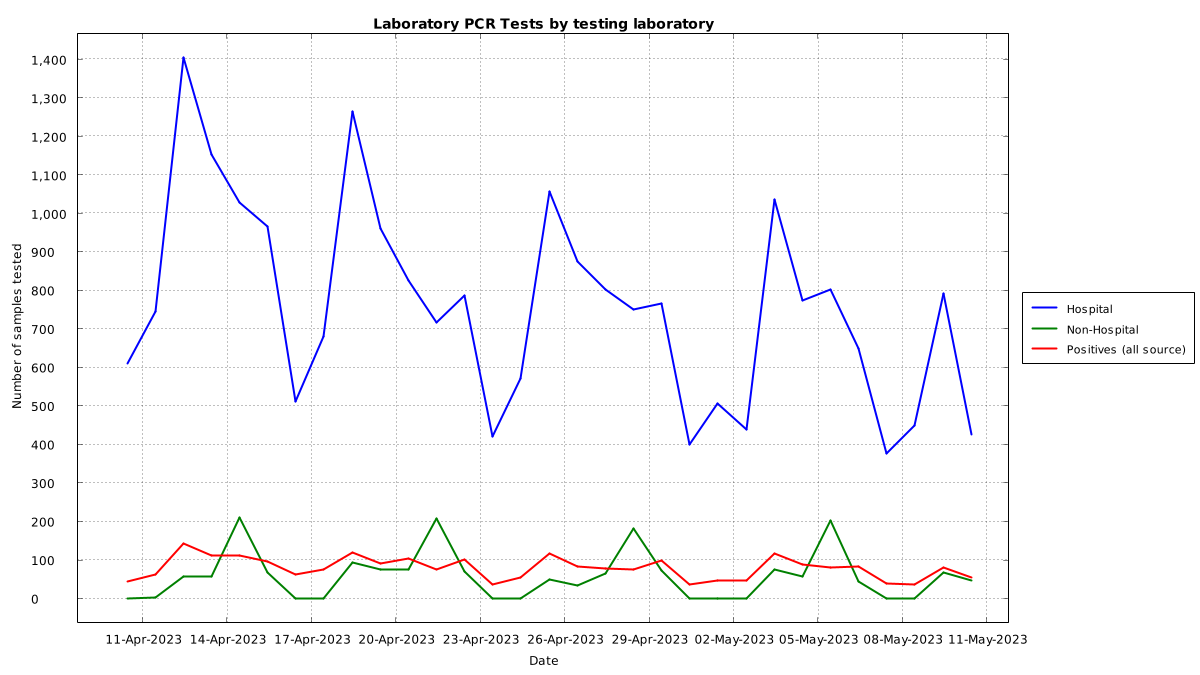 Laboratory PCR Tests by testing laboratory
1,400
1,300
1,200
1,100
1,000
900
800
700
600
500
400
300
200
100
0
Number of samples tested
11-Apr-2023 14-Apr-2023 17-Apr-2023 20-Apr-2023 23-Apr-2023 26-Apr-2023 29-Apr-2023 02-May-2023 05-May-2023 08-May-2023 11-May-2023
Date
Hospital
Non-Hospital
Positives (all source)